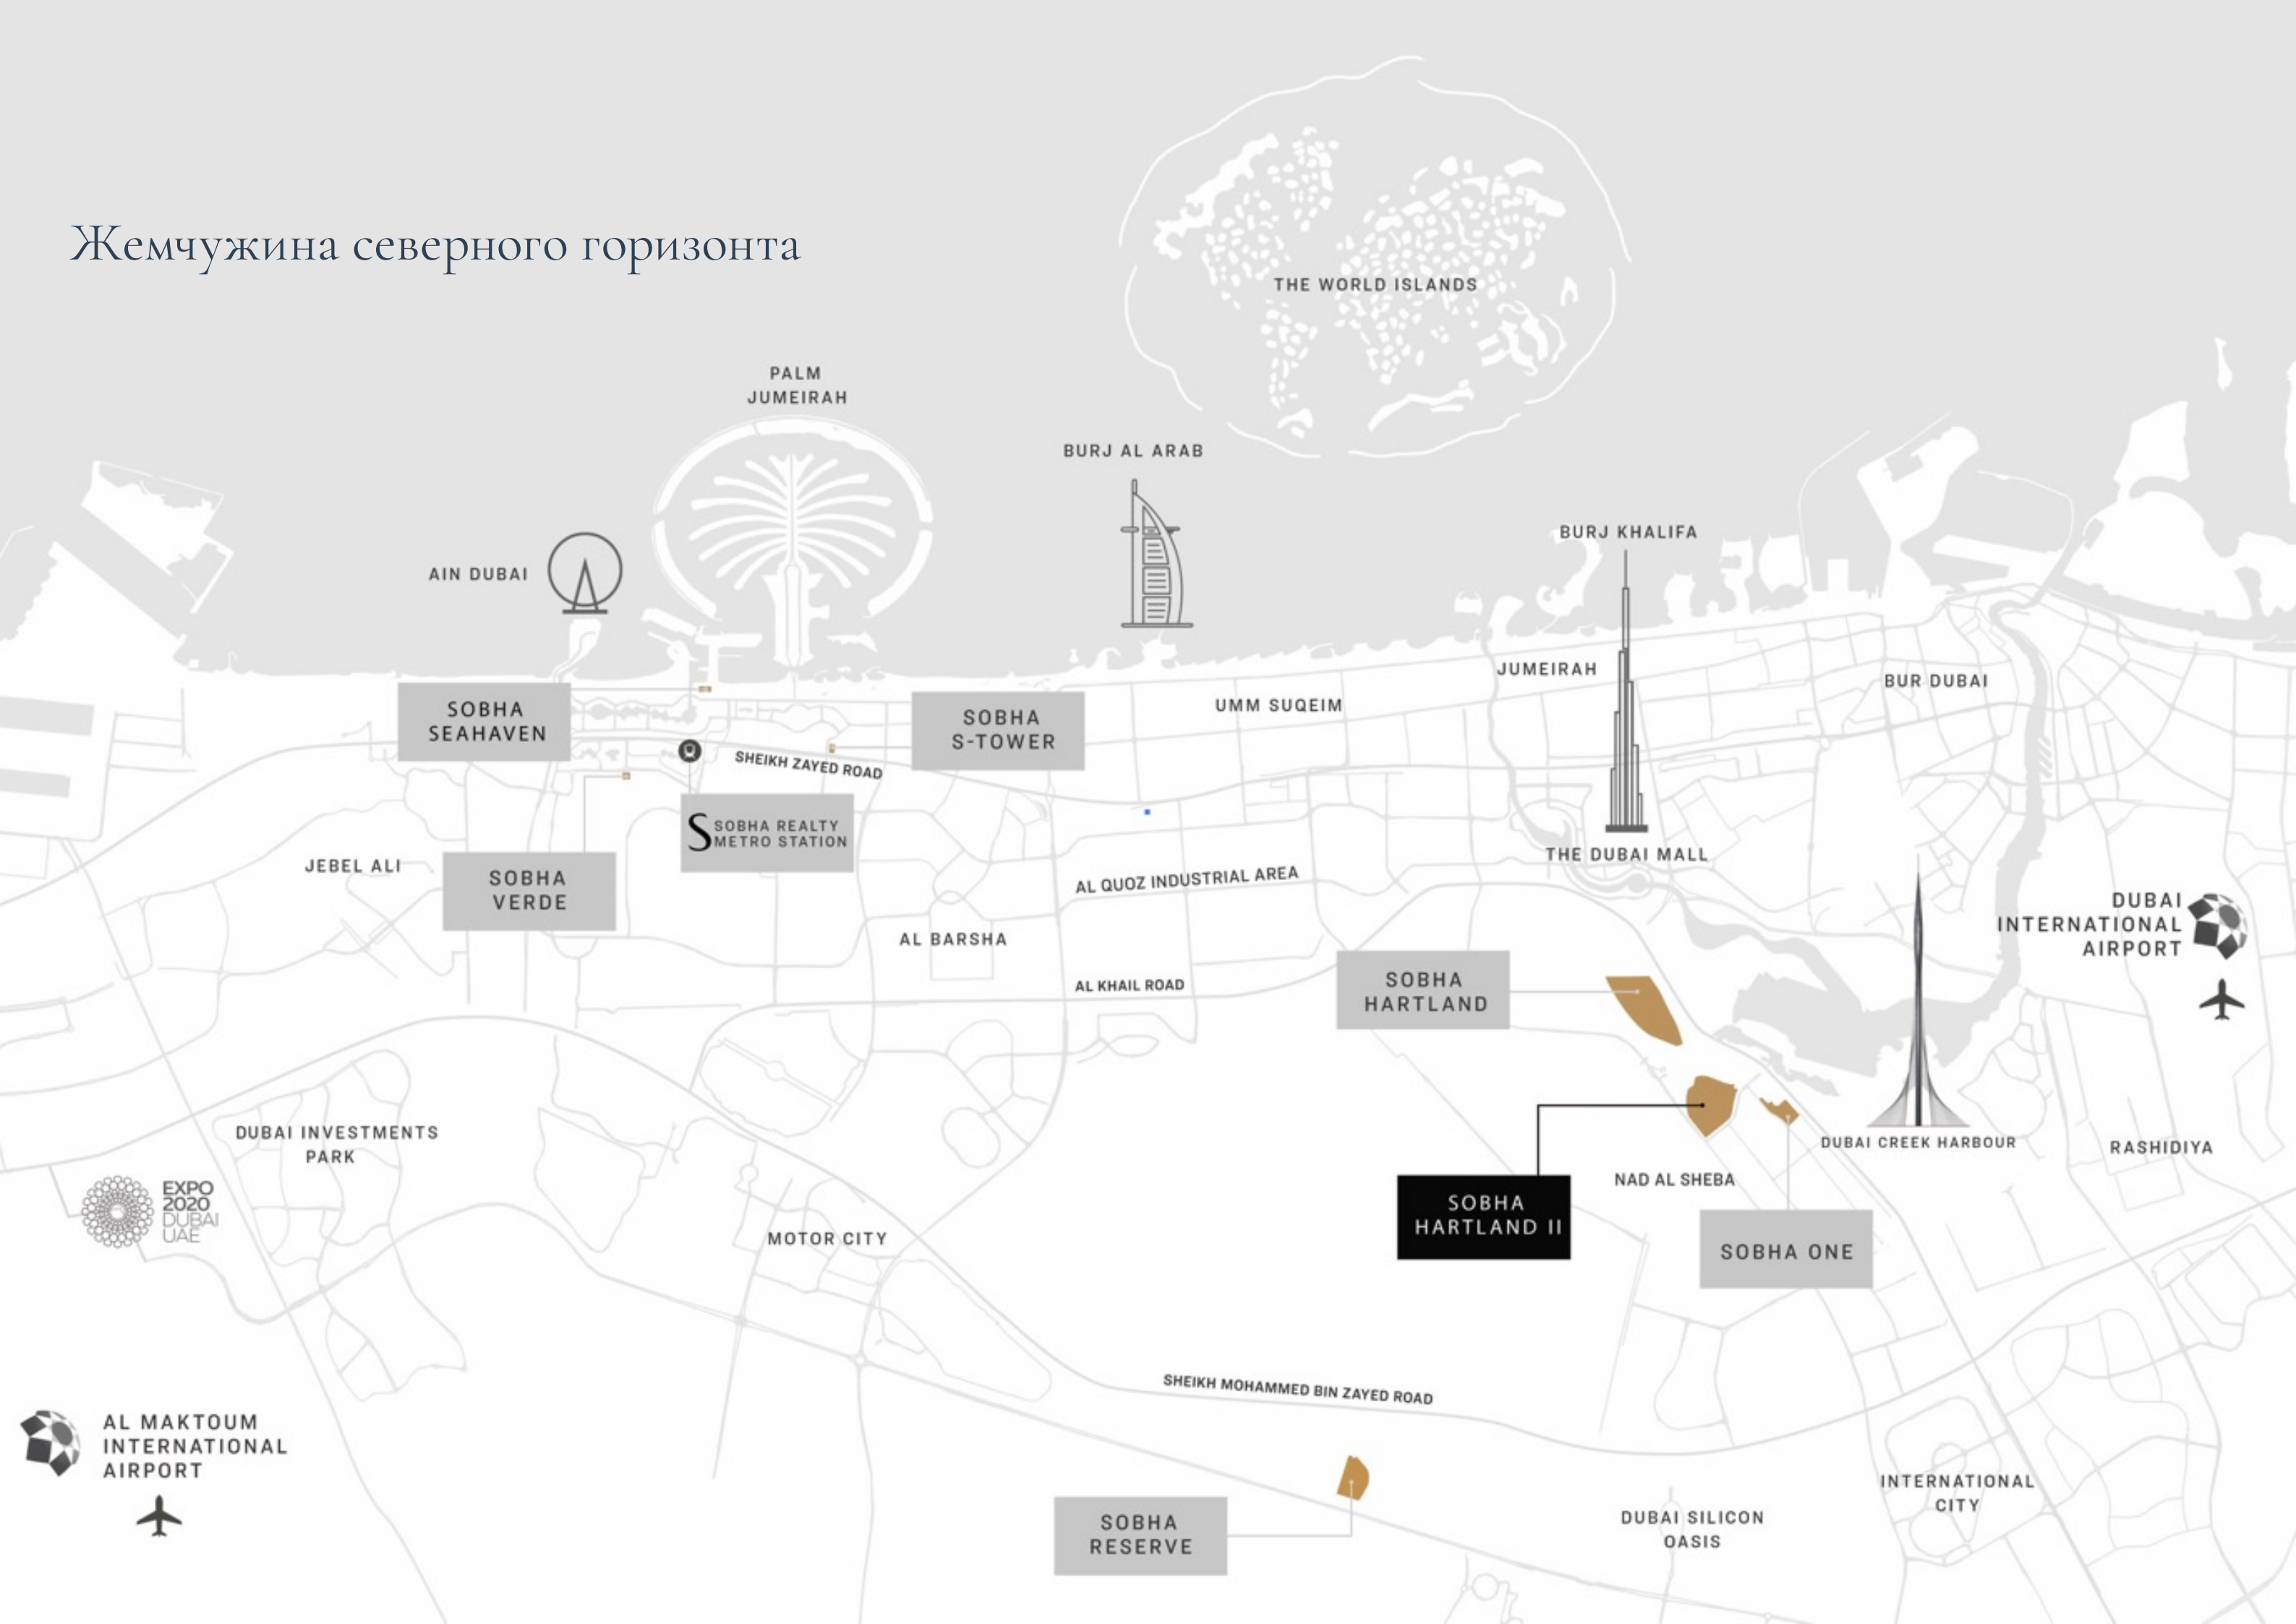 Жемчужина северного горизонта
THE WORLD ISLANDS
PALM
JUMEIRAH
BURJ AL ARAB
BURJ KHALIFA
AIN DUBAI
JUMEIRAH
BUR DUBAI
SOBHA
SEAHAVEN
SOBHA
S-TOWER
UMM SUQEIM
SHEIKH ZAYED ROAD
S SOBHA REALTY
METRO STATION
JEBEL ALI
SOBHA
VERDE
THE DUBAI MALL
AL QUOZ INDUSTRIAL AREA
AL BARSHA
DUBAI
INTERNATIONAL
AIRPORT
AL KHAIL ROAD
SOBHA
HARTLAND
DUBAI INVESTMENTS
PARK
DUBAI CREEK HARBOUR
RASHIDIYA
EXPO
2020
DUBAI
UAE
NAD AL SHEBA
SOBHA
HARTLAND II
MOTOR CITY
SOBHA ONE
SHEIKH MOHAMMED BIN ZAYED ROAD
AL MAKTOUM
INTERNATIONAL
AIRPORT
SOBHA
RESERVE
DUBAI SILICON
OASIS
INTERNATIONAL
CITY